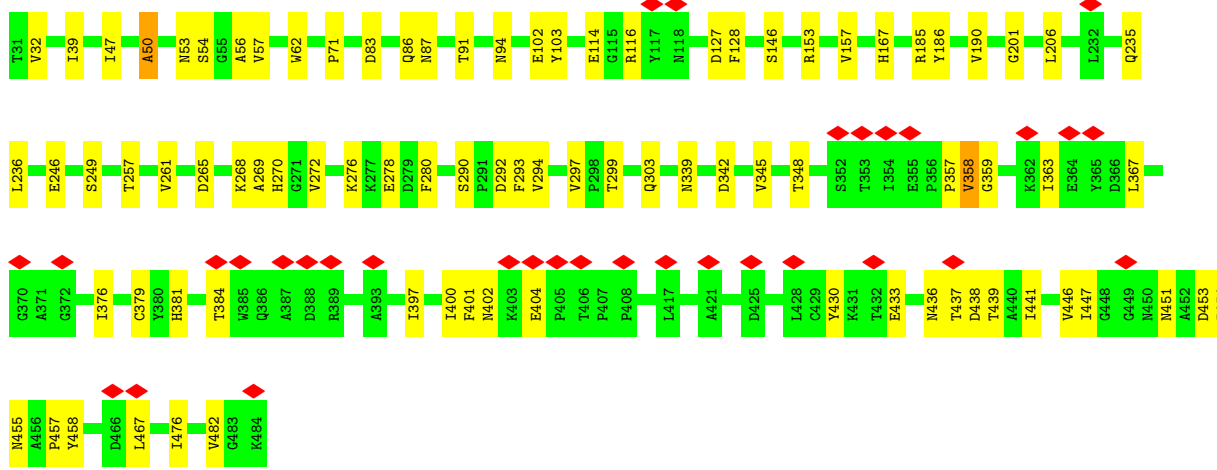 T31 V32 I39 I47 A50 N53 S54 G55 A56 V57 W62 P71 D83 Q86 N87 T91 N94 E102 Y103 E114 G115 R116 Y117 N118 D127 F128 S146 R153 V157 H167 R185 Y186 V190 G201 L206 L232 Q235
L236 E246 S249 T257 V261 D265 K268 A269 H270 G271 V272 K276 K277 E278 D279 F280 S290 P291 D292 F293 V294 V297 P298 T299 Q303 N339 D342 V345 T348 S352 T353 I354 E355 P356 P357 V358 G359 K362 I363 E364 Y365 D366 L367
G370 A371 G372 I376 C379 Y380 H381 T384 W385 Q386 A387 D388 R389 A393 I397 I400 F401 N402 K403 E404 P405 T406 P407 P408 L417 A421 D425 L428 C429 Y430 K431 T432 E433 N436 T437 D438 T439 A440 I441 V446 I447 G448 G449 N450 N451 A452 D453
N455 A456 P457 Y458 D466 L467 I476 V482 G483 K484